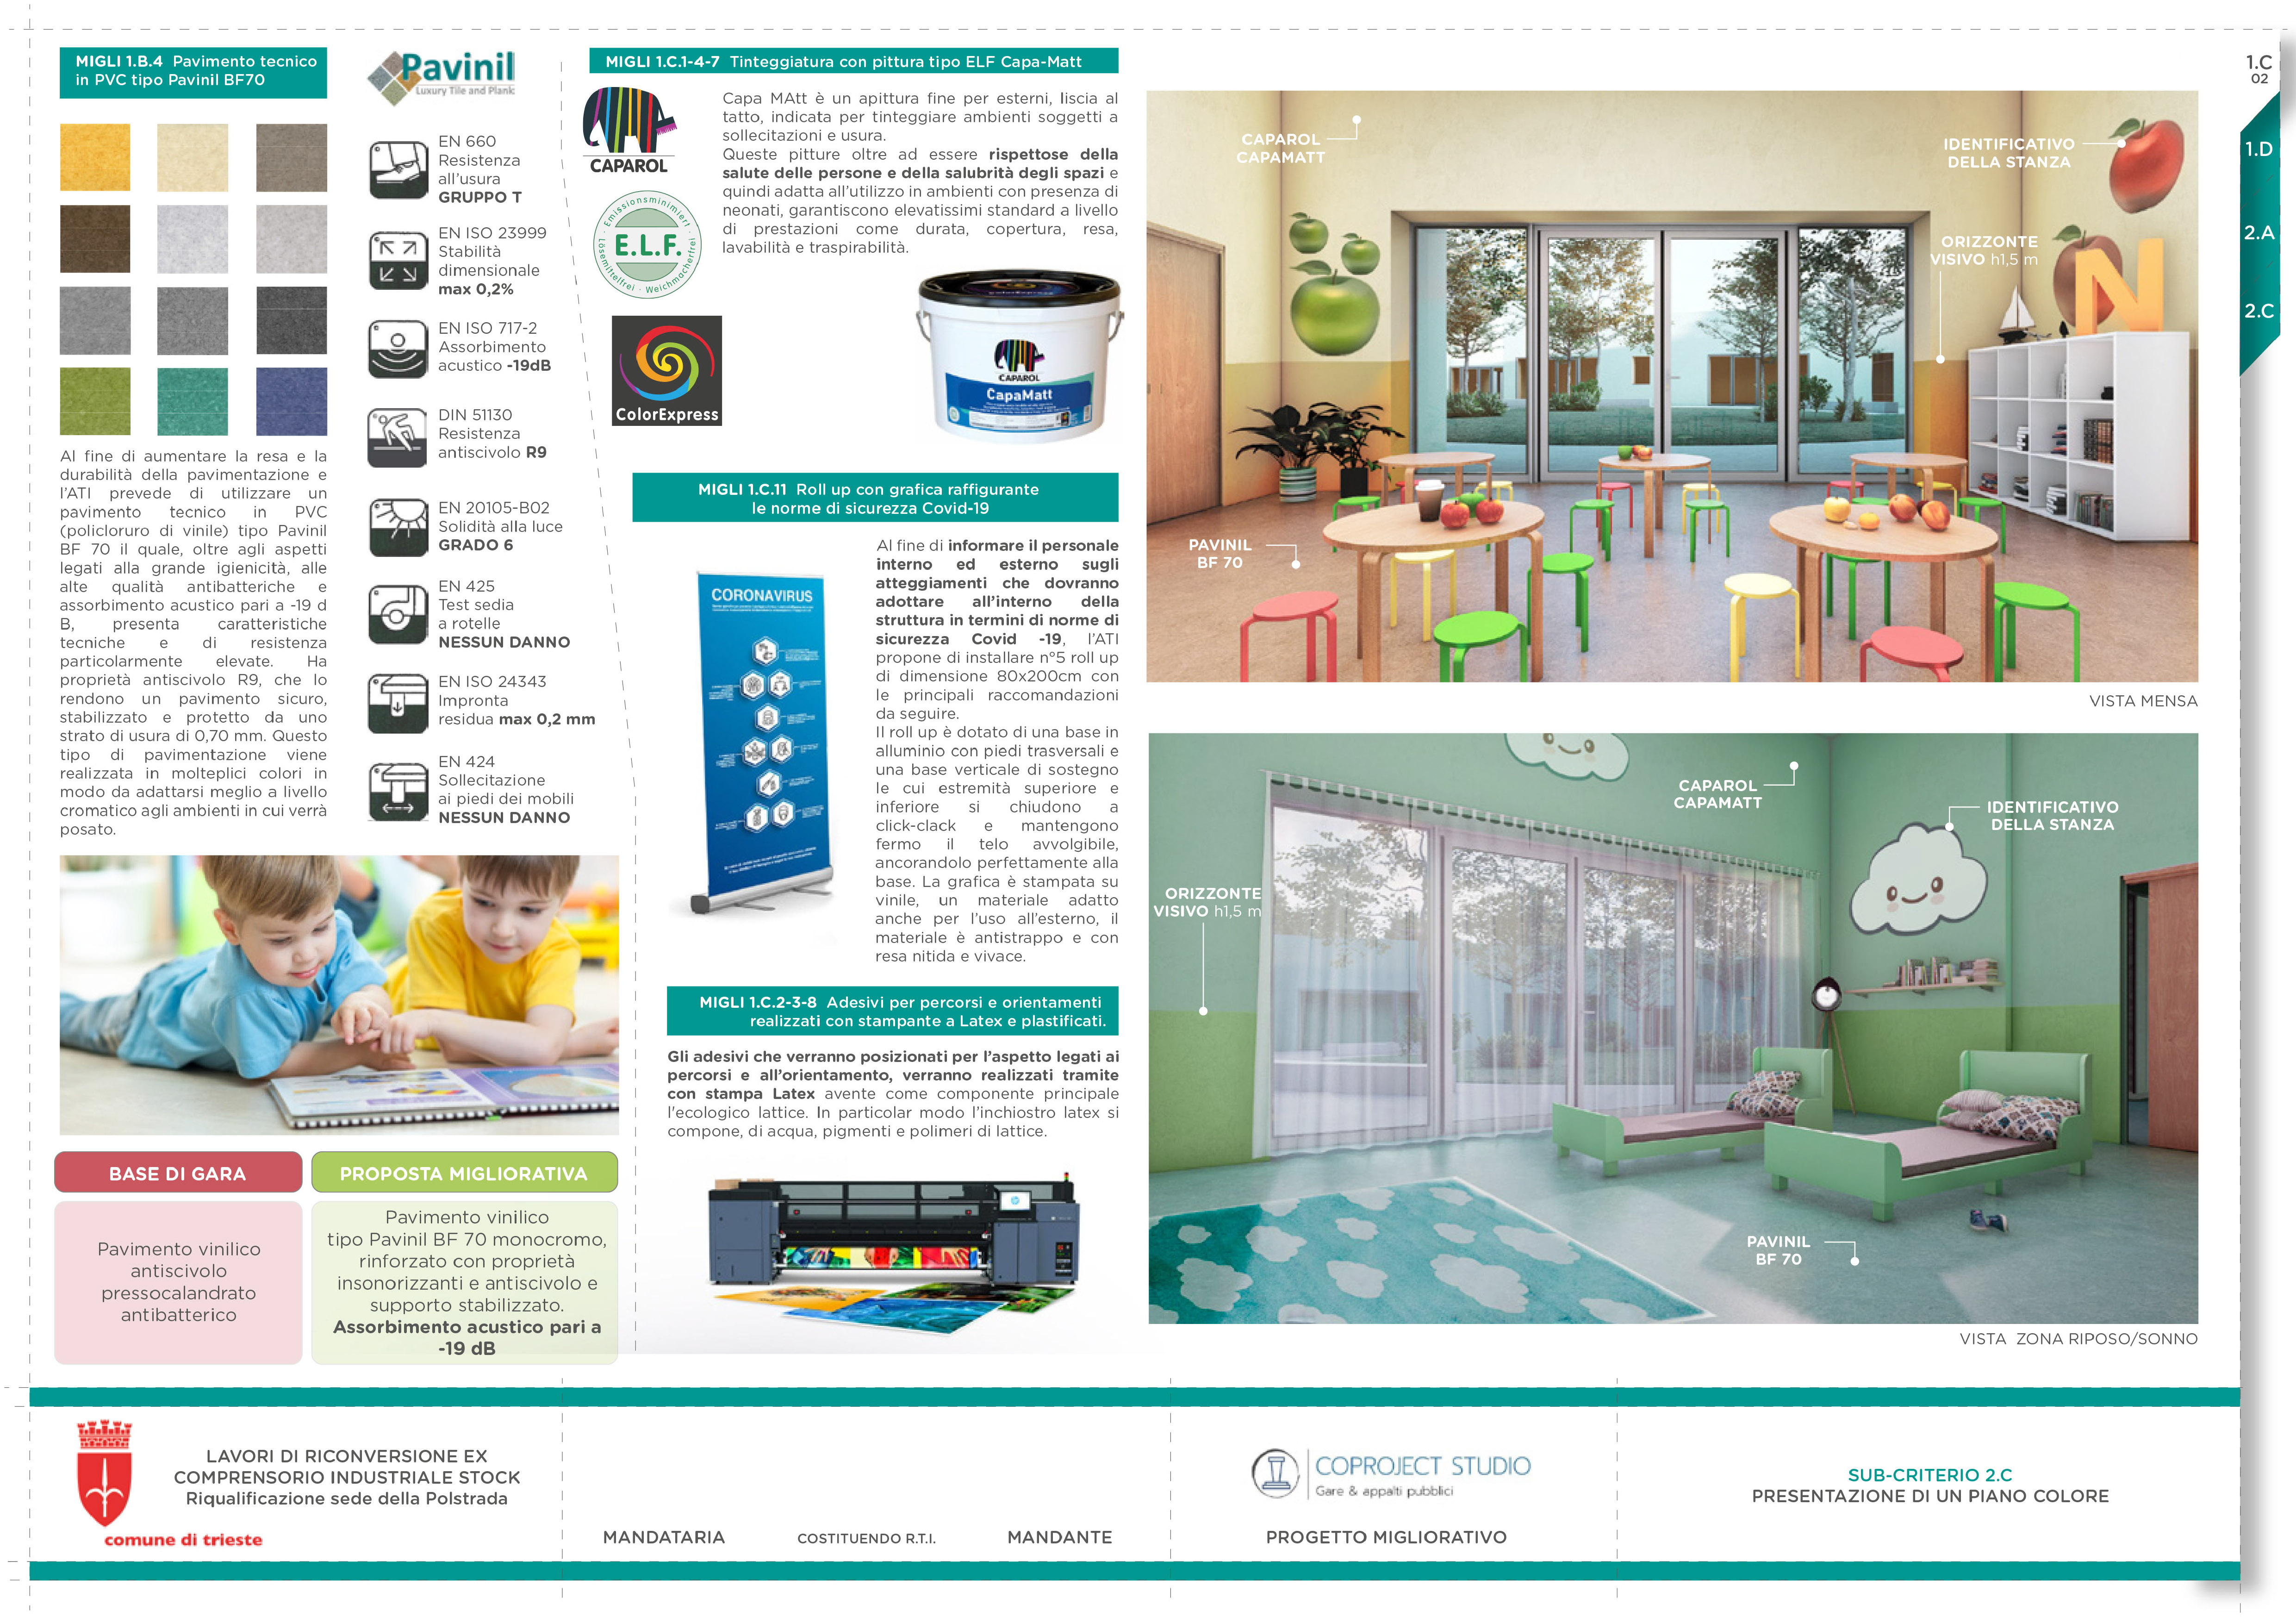 MIGLI 1.B.4 Pavimento tecnico
in PVC tipo Pavinil BF70
Al fine di aumentare la resa e la
durabilità della pavimentazione e
l'ATI prevede di utilizzare un
pavimento tecnico in PVC
(policloruro di vinile) tipo Pavinil
BF 70 il quale, oltre agli aspetti
legati alla grande igienicità, alle
alte qualità antibatteriche e
assorbimento acustico pari a -19 d
B, presenta caratteristiche
tecniche e di resistenza
particolarmente elevate. Ha
proprietà antiscivolo R9, che lo
rendono un pavimento sicuro,
stabilizzato e protetto da uno
strato di usura di 0,70 mm. Questo
tipo di pavimentazione viene
realizzata in molteplici colori in
modo da adattarsi meglio a livello
cromatico agli ambienti in cui verrà
posato.
Pavinil
Luxury Tile and Plank
EN 660
Resistenza
all'usura
GRUPPO T
EN ISO 23999
Stabilità
dimensionale
max 0,2%
EN ISO 717-2
Assorbimento
acustico -19dB
DIN 51130
Resistenza
antiscivolo R9
EN 20105-B02
Solidità alla luce
GRADO 6
EN 425
Test sedia
a rotelle
NESSUN DANNO
EN ISO 24343
Impronta
residua max 0,2 mm
EN 424
Sollecitazione
ai piedi dei mobili
NESSUN DANNO
BASE DI GARA
Pavimento vinilico
antiscivolo
pressocalandrato
antibatterico
PROPOSTA MIGLIORATIVA
Pavimento vinilico
tipo Pavinil BF 70 monocromo,
rinforzato con proprietà
insonorizzanti e antiscivolo e
supporto stabilizzato.
Assorbimento acustico pari a
-19 dB
MIGLI 1.C.1-4-7 Tinteggiatura con pittura tipo ELF Capa-Matt
CAPAROL
Emissionsminimiert
E.L.F.
Lösemittelfrei · Weichmacherfrei
ColorExpress
Capa MAtt è un apittura fine per esterni, liscia al
tatto, indicata per tinteggiare ambienti soggetti a
sollecitazioni e usura.
Queste pitture oltre ad essere rispettose della
salute delle persone e della salubrità degli spazi e
quindi adatta all'utilizzo in ambienti con presenza di
neonati, garantiscono elevatissimi standard a livello
di prestazioni come durata, copertura, resa,
lavabilità e traspirabilità.
ColorExpress
CAPAROL
CapaMatt
MIGLI 1.C.11 Roll up con grafica raffigurante
le norme di sicurezza Covid-19
CORONAVIRUS
Al fine di informare il personale
interno ed esterno sugli
atteggiamenti che dovranno
adottare all'interno della
struttura in termini di norme di
sicurezza Covid -19, l'ATI
propone di installare n°5 roll up
di dimensione 80x200cm con
le principali raccomandazioni
da seguire.
Il roll up è dotato di una base in
alluminio con piedi trasversali e
una base verticale di sostegno
le cui estremità superiore e
inferiore si chiudono a
click-clack e mantengono
fermo il telo avvolgibile,
ancorandolo perfettamente alla
base. La grafica è stampata su
vinile, un materiale adatto
anche per l'uso all'esterno, il
materiale è antistrappo e con
resa nitida e vivace.
MIGLI 1.C.2-3-8 Adesivi per percorsi e orientamenti
realizzati con stampante a Latex e plastificati.
Gli adesivi che verranno posizionati per l'aspetto legati ai
percorsi e all'orientamento, verranno realizzati tramite
con stampa Latex avente come componente principale
l'ecologico lattice. In particolar modo l'inchiostro latex si
compone, di acqua, pigmenti e polimeri di lattice.
CAPAROL
CAPAMATT
IDENTIFICATIVO
DELLA STANZA
ORIZZONTE
VISIVO h1,5 m
N
PAVINIL
BF 70
VISTA MENSA
CAPAROL
CAPAMATT
IDENTIFICATIVO
DELLA STANZA
ORIZZONTE
VISIVO h1,5 m
PAVINIL
BF 70
VISTA ZONA RIPOSO/SONNO
1.C
02
1.D
2.A
2.C
comune di trieste
LAVORI DI RICONVERSIONE EX
COMPRENSORIO INDUSTRIALE STOCK
Riqualificazione sede della Polstrada
MANDATARIA
COSTITUENDO R.T.I.
MANDANTE
COPROJECT STUDIO
Gare & appalti pubblici
PROGETTO MIGLIORATIVO
SUB-CRITERIO 2.C
PRESENTAZIONE DI UN PIANO COLORE